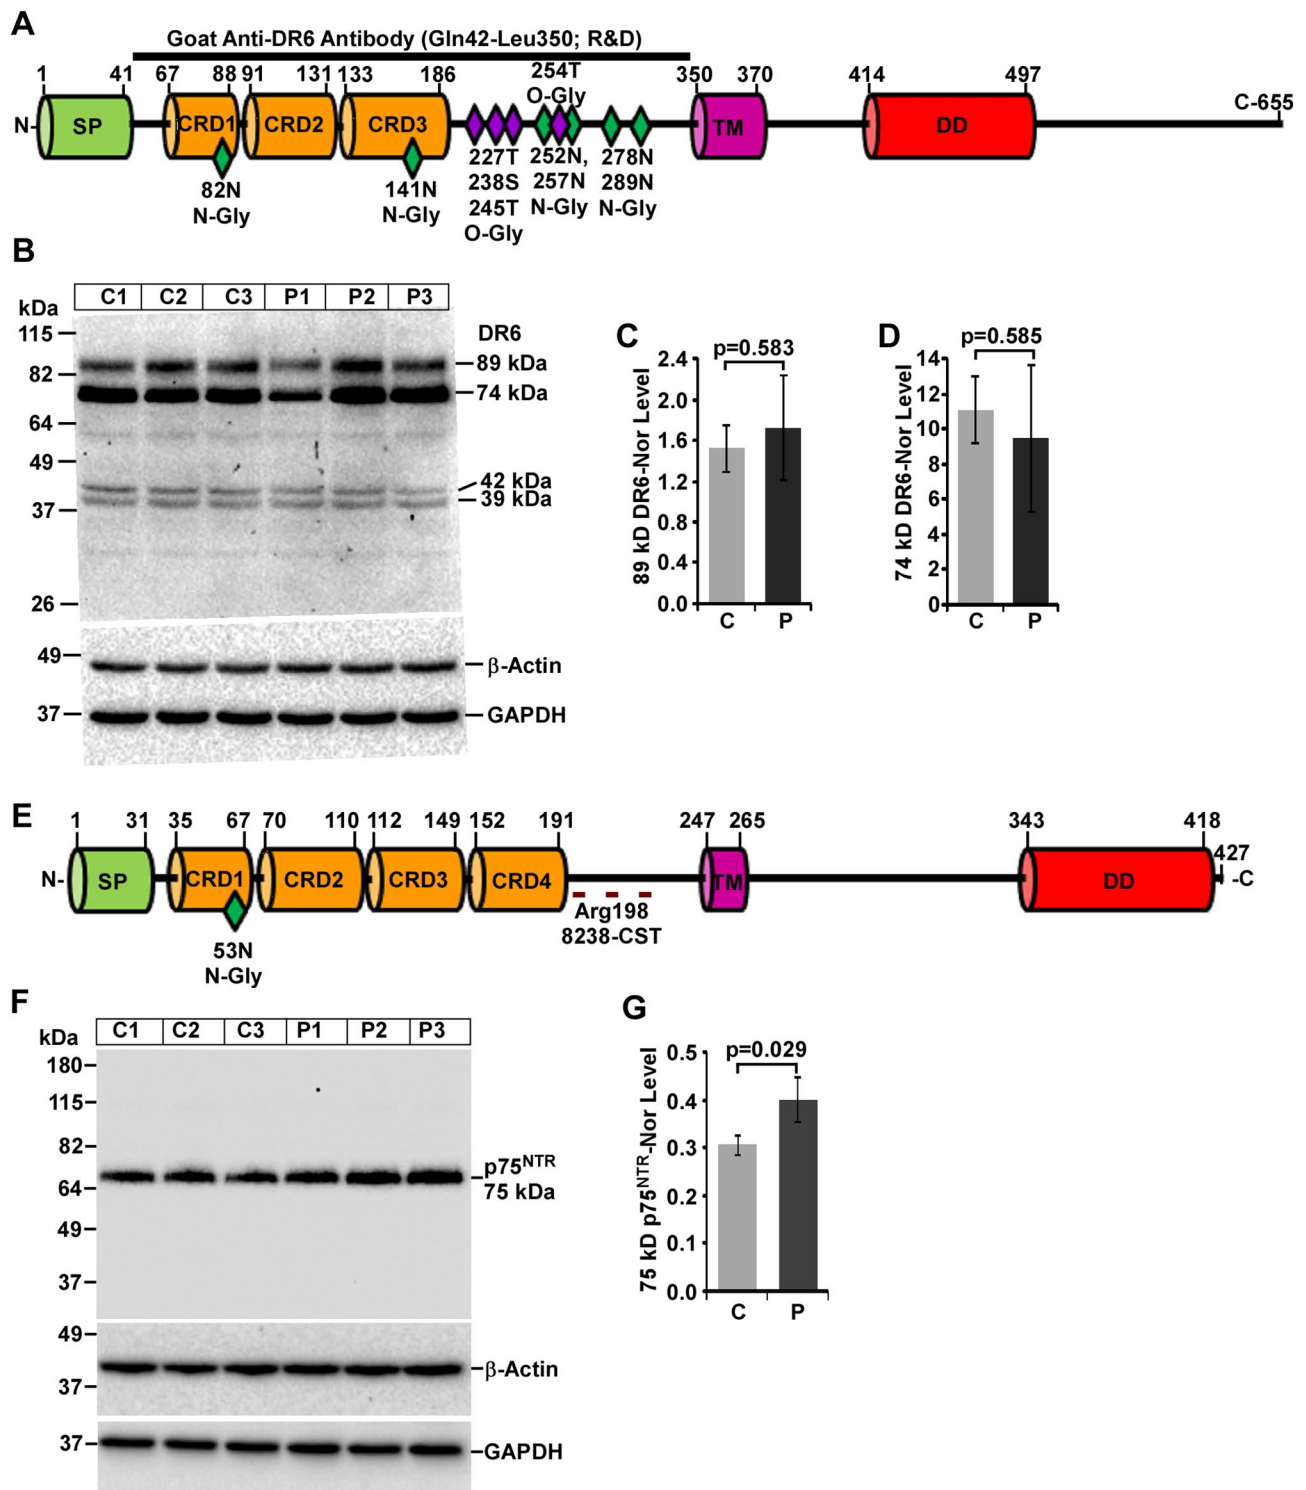 A
Goat Anti-DR6 Antibody (Gln42-Leu350; R&D)
1 41 67 88 91 131 133 186 254T 350 370 414 497
O-Gly
C-655
N- SP CRD1 CRD2 CRD3 TM DD
82N
N-Gly
141N
N-Gly
227T
238S
245T
O-Gly
252N,
257N
N-Gly
278N
289N
N-Gly
B
C1 C2 C3 P1 P2 P3
kDa
115
82
64
49
37
26
DR6
89 kDa
74 kDa
42 kDa
39 kDa
49
37
β-Actin
GAPDH
C
p=0.583
89 kD DR6-Nor Level
2.4
2.0
1.6
1.2
0.8
0.4
0.0
C P
D
p=0.585
74 kD DR6-Nor Level
14
12
10
8
6
4
2
0
C P
E
1 31 35 67 70 110 112 149 152 191 247 265 343 418
427
N- SP CRD1 CRD2 CRD3 CRD4 TM DD -C
53N
N-Gly
Arg198
8238-CST
F
C1 C2 C3 P1 P2 P3
kDa
180
115
82
64
49
37
p75NTR
75 kDa
49
37
β-Actin
37
GAPDH
G
p=0.029
75 kD p75NTR-Nor Level
0.5
0.4
0.3
0.2
0.1
0.0
C P